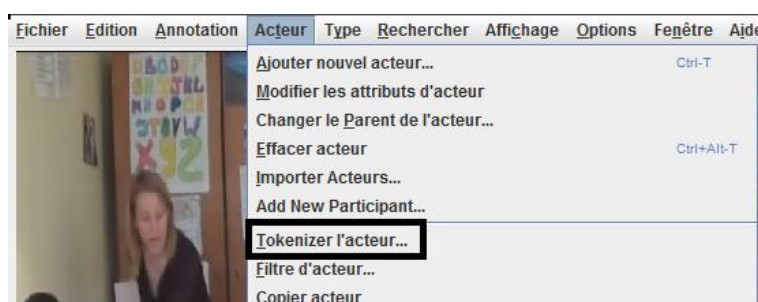 Fichier Edition Annotation Acteur Type Rechercher Affichage Options Fenêtre Aide
Ajouter nouvel acteur... Ctrl-T
Modifier les attributs d'acteur
Changer le Parent de l'acteur...
Effacer acteur Ctrl+Alt-T
Importer Acteurs...
Add New Participant...
Tokenizer l'acteur...
Filtre d'acteur...
Copier acteur